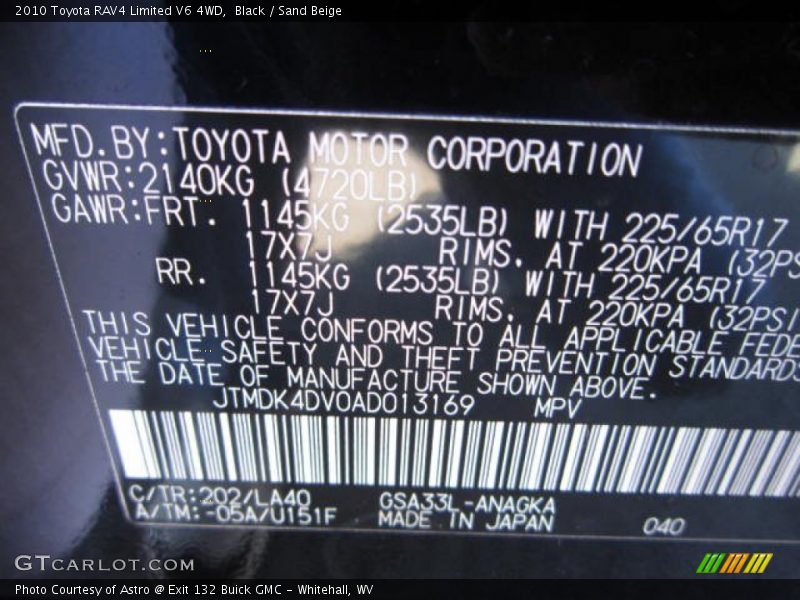 2010 Toyota RAV4 Limited V6 4WD, Black / Sand Beige
MFD.BY:TOYOTA MOTOR CORPORATION
GVWR:2140KG (4720LB)
GAWR:FRT. 1145KG (2535LB) WITH 225/65R17
17X7J RIMS. AT 220KPA (32PS
RR. 1145KG (2535LB) WITH 225/65R17
17X7J RIMS. AT 220KPA (32PSI
THIS VEHICLE CONFORMS TO ALL APPLICABLE FEDE
VEHICLE SAFETY AND THEFT PREVENTION STANDARDS
THE DATE OF MANUFACTURE SHOWN ABOVE.
JTMDK4DV0AD013169 MPV
C/TR:202/LA40 GSA33L-ANAGKA
A/TM:-05A/U151F MADE IN JAPAN 040
GTCARLOT.COM
Photo Courtesy of Astro @ Exit 132 Buick GMC - Whitehall, WV